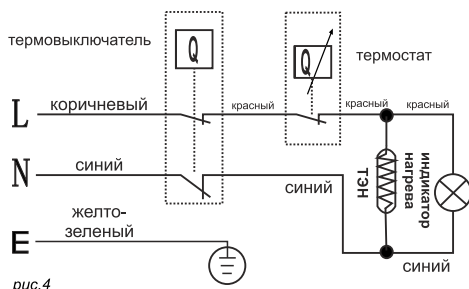 термовыключатель
Q
Q
термостат
L
коричневый
красный
красный
красный
N
синий
синий
ТЭН
индикатор
нагрева
E
желто-
зеленый
синий
рис.4